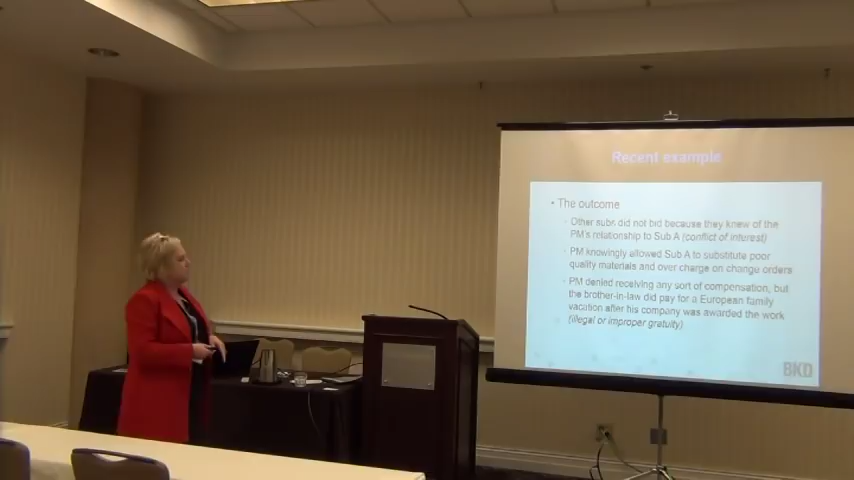 Recent example
• The outcome
- Other subs did not bid because they knew of the
PM's relationship to Sub A (conflict of interest)
- PM knowingly allowed Sub A to substitute poor
quality materials and over charge on change orders
- PM denied receiving any sort of compensation, but
the brother-in-law did pay for a European family
vacation after his company was awarded the work
(illegal or improper gratuity)
BKD